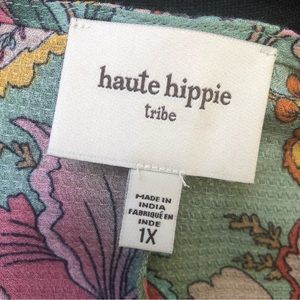 haute hippie
tribe
MADE IN
INDIA
FABRIQUÉ EN
INDE
1X